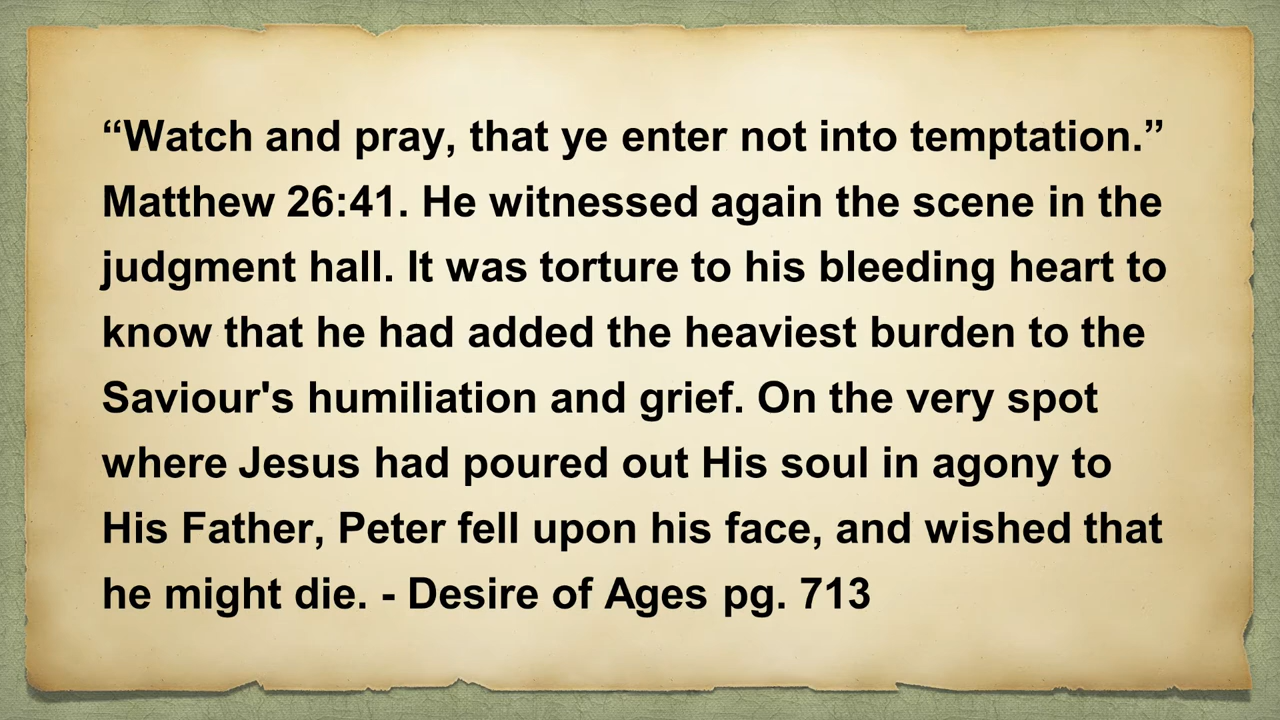 “Watch and pray, that ye enter not into temptation.”
Matthew 26:41. He witnessed again the scene in the
judgment hall. It was torture to his bleeding heart to
know that he had added the heaviest burden to the
Saviour's humiliation and grief. On the very spot
where Jesus had poured out His soul in agony to
His Father, Peter fell upon his face, and wished that
he might die. - Desire of Ages pg. 713